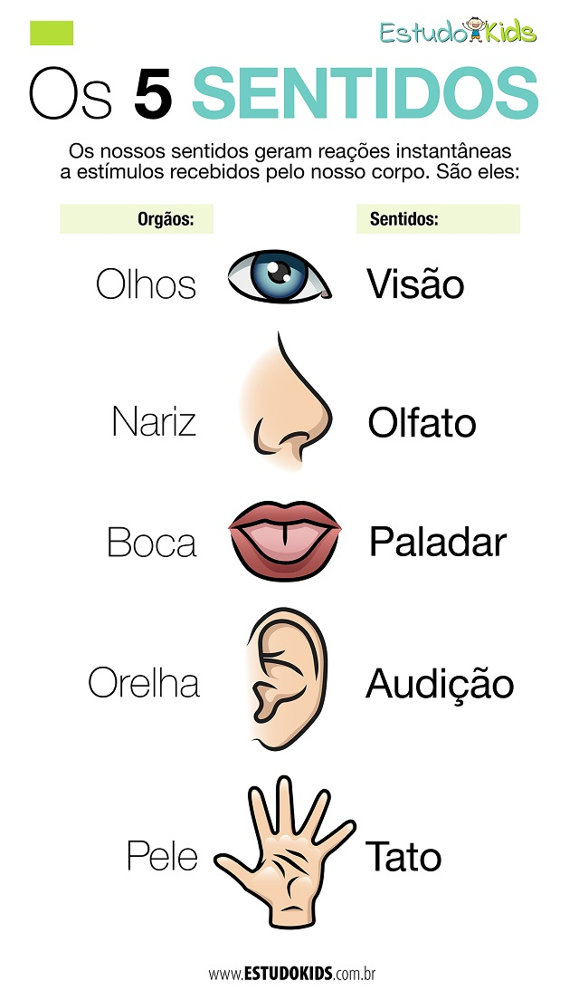 EstudoKids
Os 5 SENTIDOS
Os nossos sentidos geram reações instantâneas
a estímulos recebidos pelo nosso corpo. São eles:
Orgãos: Sentidos:
Olhos Visão
Nariz Olfato
Boca Paladar
Orelha Audição
Pele Tato
www.ESTUDOKIDS.com.br